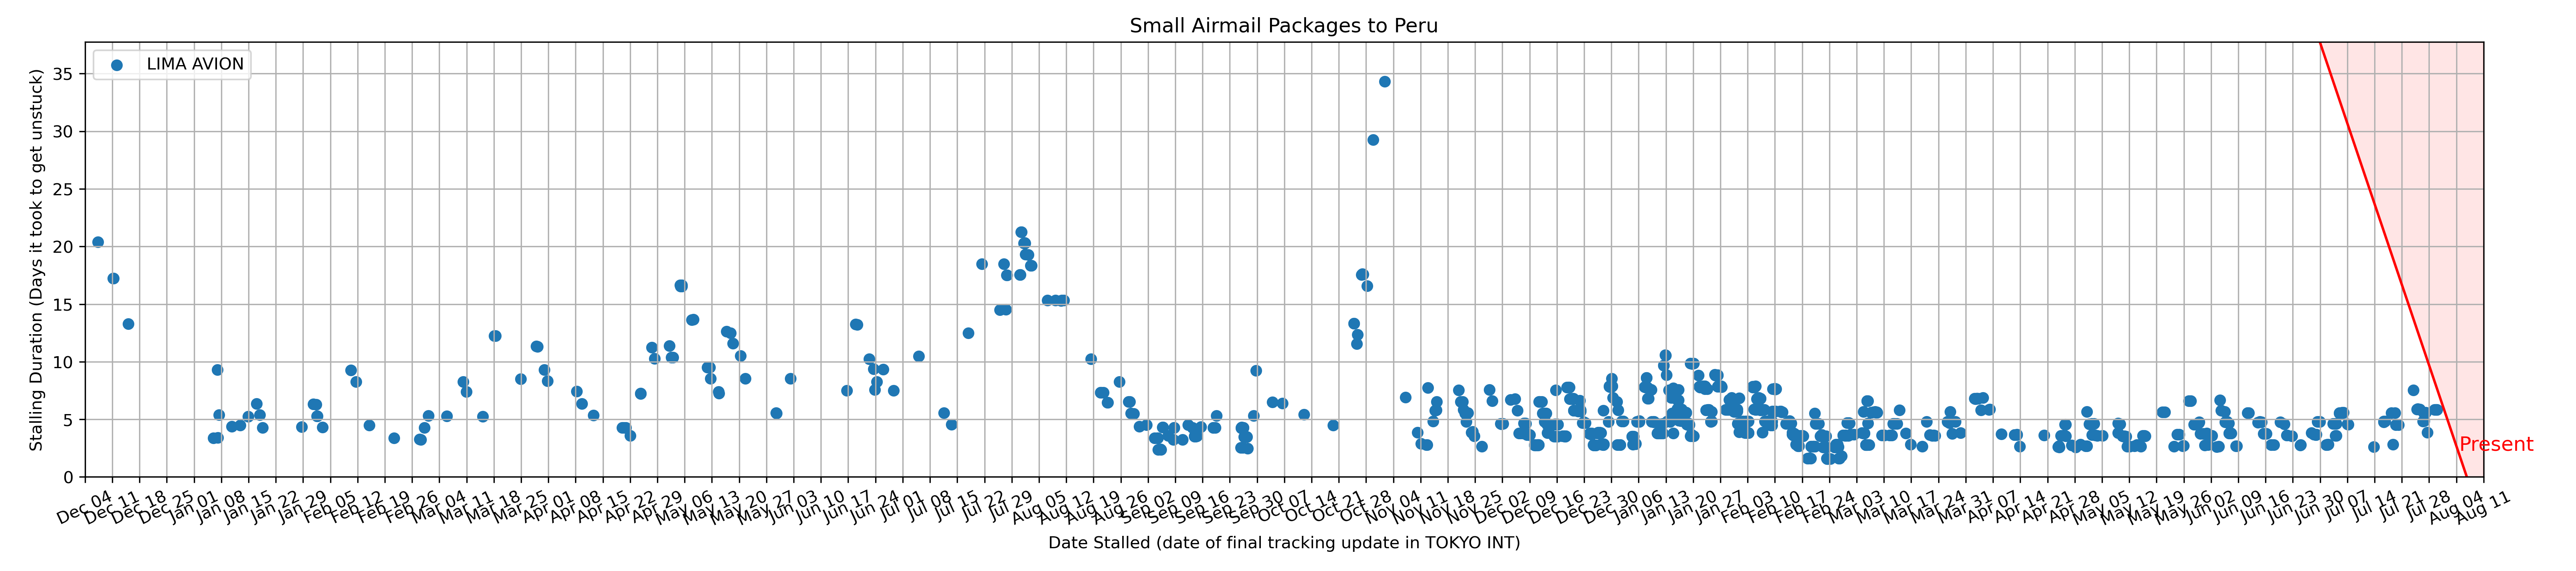 Small Airmail Packages to Peru
LIMA AVION
Stalling Duration (Days it took to get unstuck)
35
30
25
20
15
10
5
0
Present
Dec 04 Dec 11 Dec 18 Dec 25 Jan 01 Jan 08 Jan 15 Jan 22 Jan 29 Feb 05 Feb 12 Feb 19 Feb 26 Mar 04 Mar 11 Mar 18 Mar 25 Apr 01 Apr 08 Apr 15 Apr 22 Apr 29 May 06 May 13 May 20 May 27 Jun 03 Jun 10 Jun 17 Jun 24 Jul 01 Jul 08 Jul 15 Jul 22 Jul 29 Aug 05 Aug 12 Aug 19 Aug 26 Sep 02 Sep 09 Sep 16 Sep 23 Sep 30 Oct 07 Oct 14 Oct 21 Oct 28 Nov 04 Nov 11 Nov 18 Nov 25 Dec 02 Dec 09 Dec 16 Dec 23 Dec 30 Jan 06 Jan 13 Jan 20 Jan 27 Feb 03 Feb 10 Feb 17 Feb 24 Mar 03 Mar 10 Mar 17 Mar 24 Mar 31 Apr 07 Apr 14 Apr 21 Apr 28 May 05 May 12 May 19 May 26 Jun 02 Jun 09 Jun 16 Jun 23 Jun 30 Jul 07 Jul 14 Jul 21 Jul 28 Aug 04 Aug 11
Date Stalled (date of final tracking update in TOKYO INT)